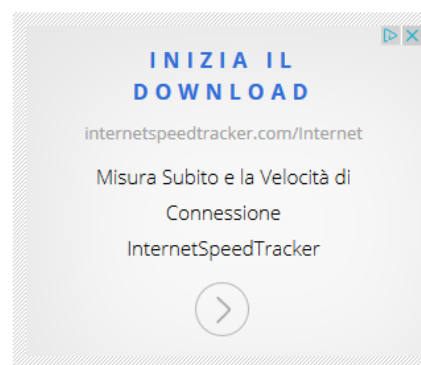 INIZIA IL
DOWNLOAD
internetspeedtracker.com/Internet
Misura Subito e la Velocità di
Connessione
InternetSpeedTracker